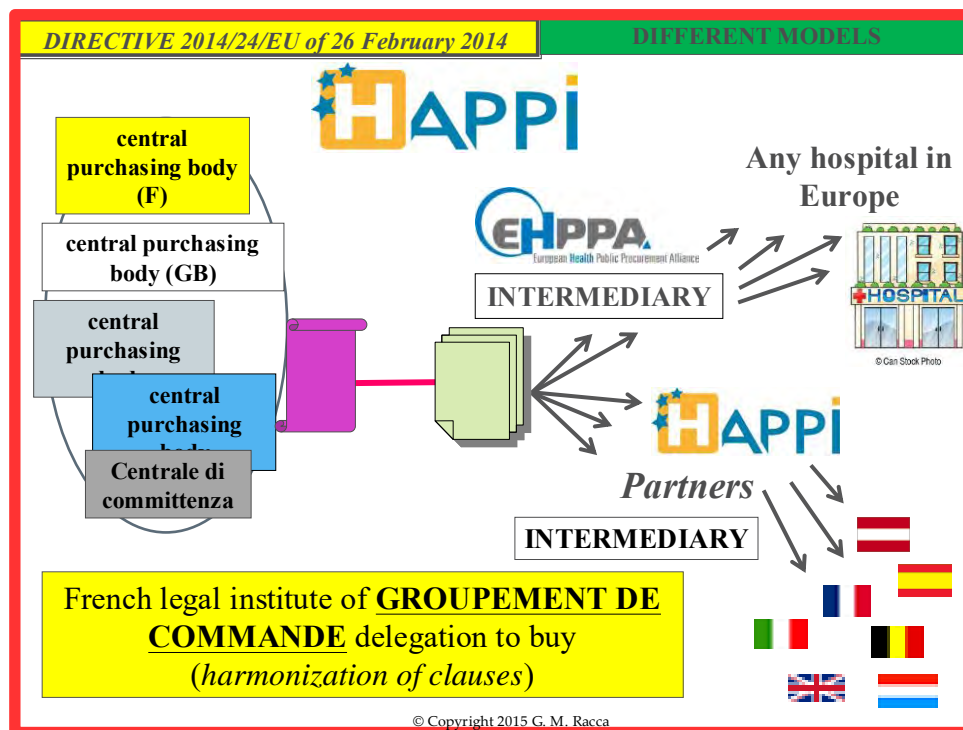 DIRECTIVE 2014/24/EU of 26 February 2014
DIFFERENT MODELS
HAPPI
central
purchasing body
(F)
central purchasing
body (GB)
central
purchasing
central
purchasing
Centrale di
committenza
EHPPA
European Health Public Procurement Alliance
INTERMEDIARY
Any hospital in
Europe
HOSPITAL
© Can Stock Photo
HAPPI
Partners
INTERMEDIARY
French legal institute of GROUPEMENT DE
COMMANDE delegation to buy
(harmonization of clauses)
© Copyright 2015 G. M. Racca